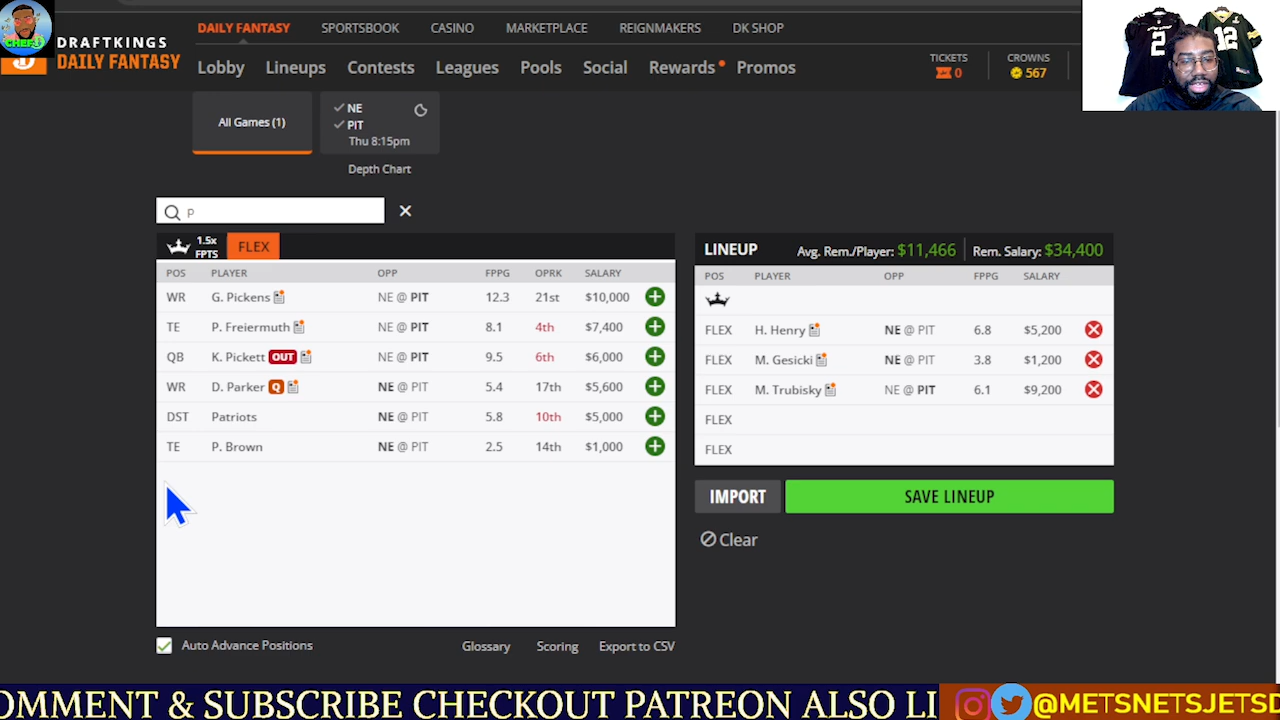 CHEF
DRAFTKINGS
DAILY FANTASY
DAILY FANTASY SPORTSBOOK CASINO MARKETPLACE REIGNMAKERS DK SHOP
Lobby Lineups Contests Leagues Pools Social Rewards Promos
TICKETS 0
CROWNS 567
2 12
All Games (1)
NE
PIT
Thu 8:15pm
Depth Chart
p
1.5x FPTS FLEX
POS PLAYER OPP FPPG OPRK SALARY
WR G. Pickens NE @ PIT 12.3 21st $10,000
TE P. Freiermuth NE @ PIT 8.1 4th $7,400
QB K. Pickett OUT NE @ PIT 9.5 6th $6,000
WR D. Parker Q NE @ PIT 5.4 17th $5,600
DST Patriots NE @ PIT 5.8 10th $5,000
TE P. Brown NE @ PIT 2.5 14th $1,000
Auto Advance Positions Glossary Scoring Export to CSV
LINEUP Avg. Rem./Player: $11,466 Rem. Salary: $34,400
POS PLAYER OPP FPPG SALARY
FLEX H. Henry NE @ PIT 6.8 $5,200
FLEX M. Gesicki NE @ PIT 3.8 $1,200
FLEX M. Trubisky NE @ PIT 6.1 $9,200
FLEX
FLEX
IMPORT SAVE LINEUP
Clear
OMMENT & SUBSCRIBE CHECKOUT PATREON ALSO LI @METSNETSJETSD